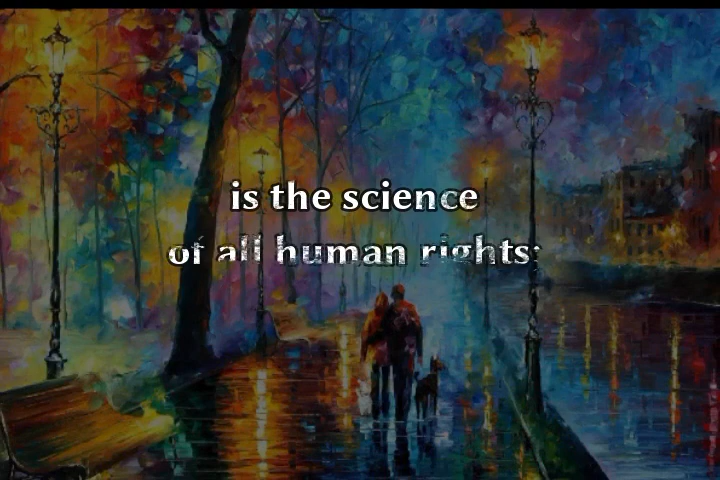 is the science
of all human rights;